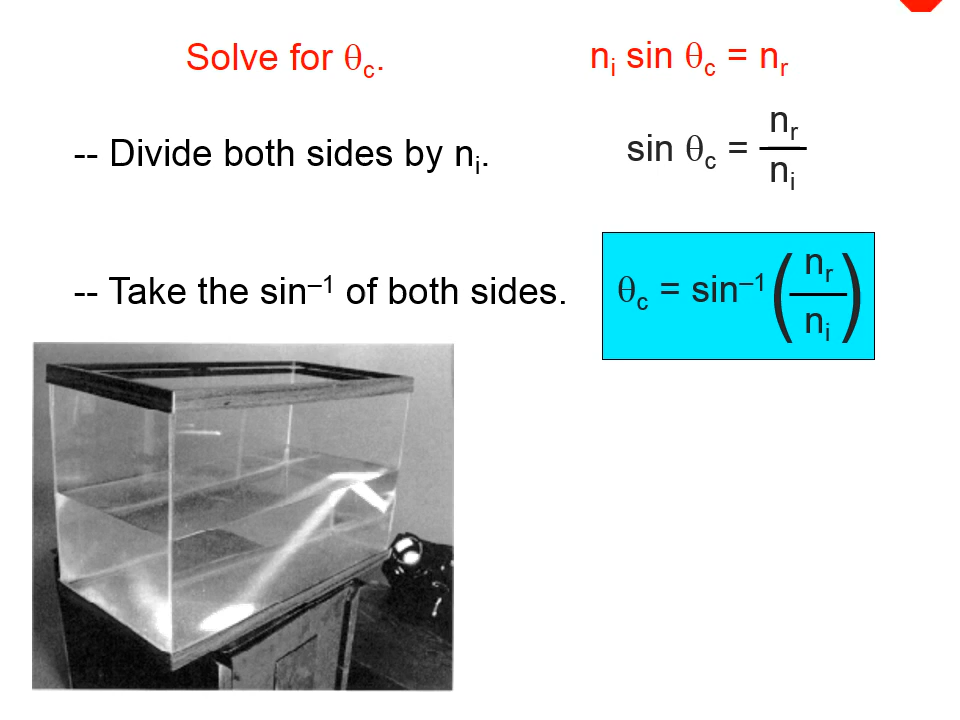 Solve for θc.
ni sin θc = nr
-- Divide both sides by ni.
sin θc = nr/ni
-- Take the sin–1 of both sides.
θc = sin–1(nr/ni)